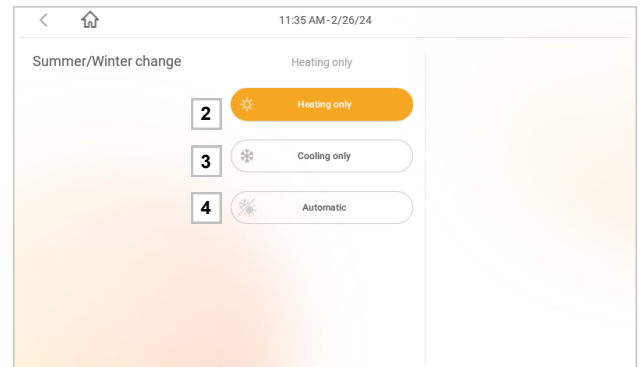 11:35 AM - 2/26/24
Summer/Winter change
Heating only
2
Heating only
3
Cooling only
4
Automatic